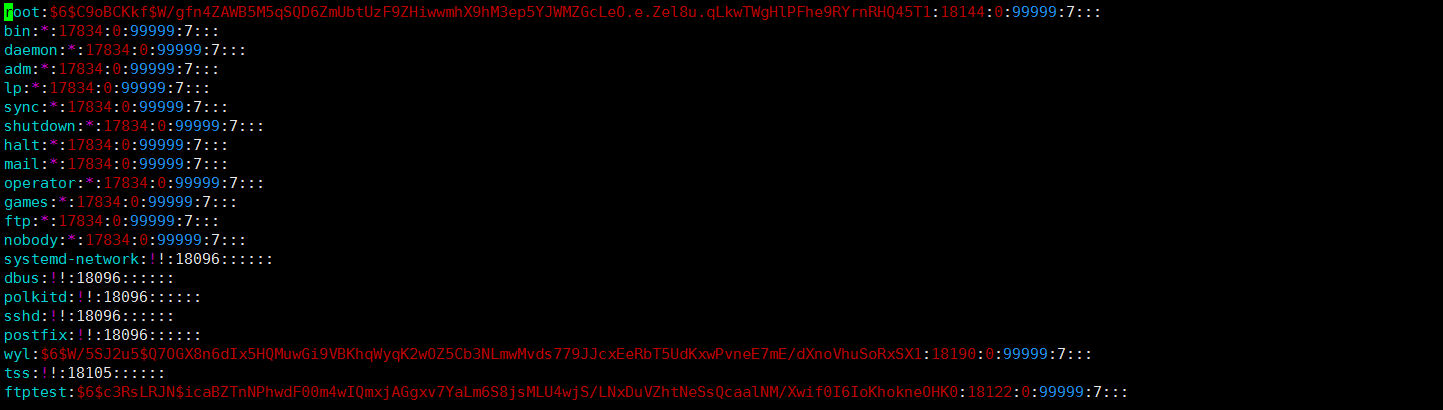 root:$6$C9oBCKkf$W/gfn4ZAWB5M5qSQD6ZmUbtUzF9ZHiwwmhX9hM3ep5YJWMZGcLeO.e.Zel8u.qLkwTWgHlPFhe9RYrnRHQ45T1:18144:0:99999:7:::
bin:*:17834:0:99999:7:::
daemon:*:17834:0:99999:7:::
adm:*:17834:0:99999:7:::
lp:*:17834:0:99999:7:::
sync:*:17834:0:99999:7:::
shutdown:*:17834:0:99999:7:::
halt:*:17834:0:99999:7:::
mail:*:17834:0:99999:7:::
operator:*:17834:0:99999:7:::
games:*:17834:0:99999:7:::
ftp:*:17834:0:99999:7:::
nobody:*:17834:0:99999:7:::
systemd-network:!!:18096::::::
dbus:!!:18096::::::
polkitd:!!:18096::::::
sshd:!!:18096::::::
postfix:!!:18096::::::
wyl:$6$W/5SJ2u5$Q7OGX8n6dIx5HQMuwGi9VBKhqWyqK2wOZ5Cb3NLmwMvds779JJcxEeRbT5UdKxwPvneE7mE/dXnoVhuSoRxSX1:18190:0:99999:7:::
tss:!!:18105::::::
ftptest:$6$c3RsLRJN$icaBZTnNPhwdF00m4wIQmxjAGgxv7YaLm6S8jsMLU4wjS/LNxDuVZhtNeSsQcaalNM/Xwif0I6IoKhokneOHK0:18122:0:99999:7:::